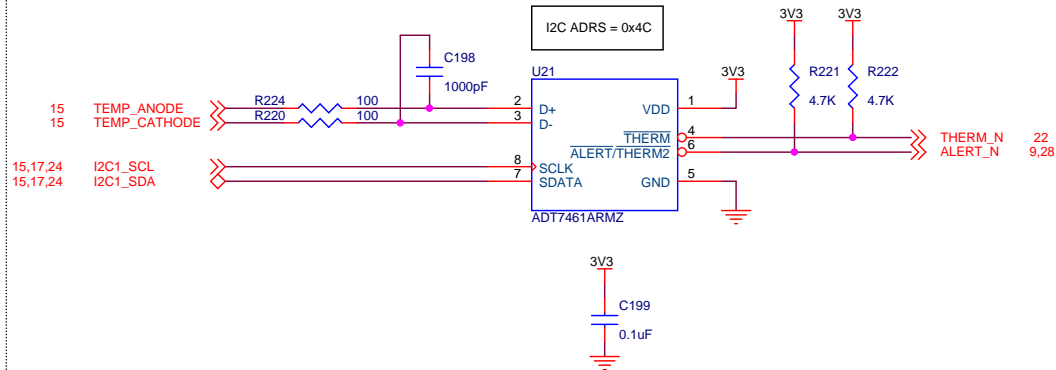 I2C ADRS = 0x4C
3V3 3V3
C198
1000pF
U21
3V3
R221 R222
4.7K 4.7K
15 TEMP_ANODE R224 100 2 D+ VDD 1
15 TEMP_CATHODE R220 100 3 D-
THERM 4 THERM_N 22
ALERT/THERM2 6 ALERT_N 9,28
15,17,24 I2C1_SCL 8 SCLK
15,17,24 I2C1_SDA 7 SDATA GND 5
ADT7461ARMZ
3V3
C199
0.1uF